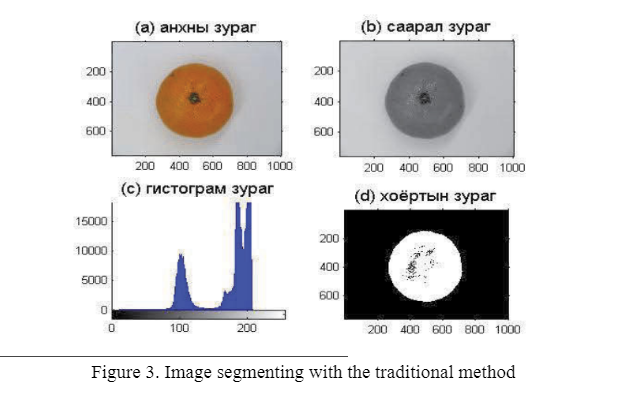 (a) анхны зураг
200
400
600
200 400 600 800 1000
(b) саарал зураг
200
400
600
200 400 600 800 1000
(c) гистограм зураг
15000
10000
5000
0
0 100 200
(d) хоёртын зураг
200
400
600
200 400 600 800 1000
Figure 3. Image segmenting with the traditional method